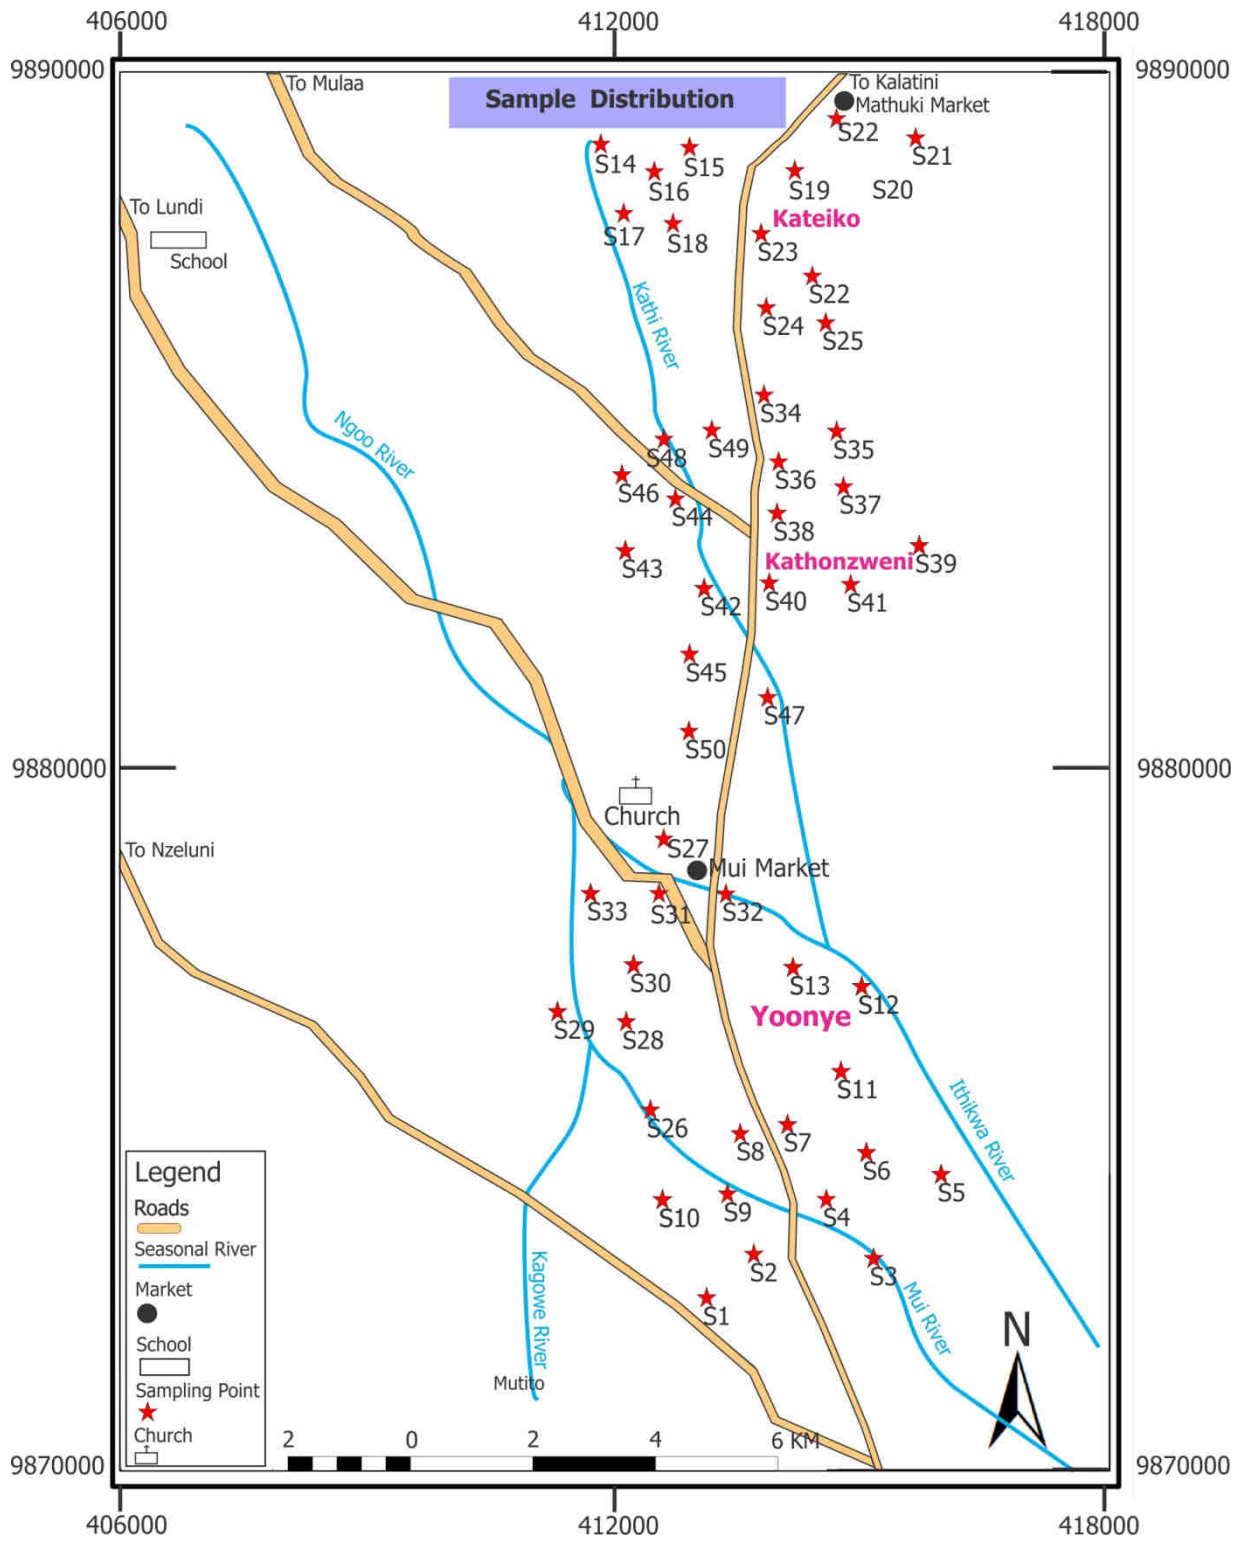 406000
412000
418000
9890000
9890000
To Mulaa
Sample Distribution
To Kalatini
Mathuki Market
S22
S21
S14
S15
S16
S19
S20
To Lundi
Kateiko
S17
S18
S23
School
S22
Kathi River
S24
S25
S34
Ngoo River
S49
S35
S48
S36
S46
S37
S44
S38
Kathonzweni
S39
S43
S42
S40
S41
S45
S47
S50
9880000
9880000
Church
To Nzeluni
S27
Mui Market
S33
S31
S32
S30
S13
S12
Yoonye
S29
S28
S11
Ithikwa River
S26
S8
S7
S6
S5
Legend
Roads
S10
S9
S4
Seasonal River
Kagowe River
S2
S3
Market
Mui River
S1
N
School
Mutito
Sampling Point
Church
2
0
2
4
6 KM
9870000
9870000
406000
412000
418000